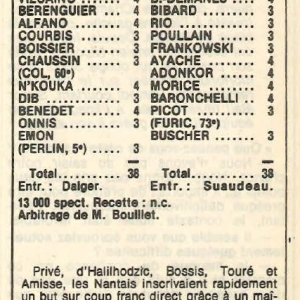 BERENGUIER ... 4
ALFANO ........ 4
COURBIS ....... 3
BOISSIER ...... 3
CHAUSSIN ..... 3
(COL, 60e)
N'KOUKA ....... 4
DIB ............. 3
BENEDET ...... 4
ONNIS ......... 3
EMON
(PERLIN, 5e) ... 3
Total........ 38
Entr. : Dalger.
BIBARD ........ 3
RIO ............ 3
POULLAIN ..... 3
FRANKOWSKI .. 3
AYACHE ....... 4
ADONKOR ..... 4
MORICE ....... 4
BARONCHELLI . 4
PICOT ......... 3
(FURIC, 73e)
BUSCHER ...... 3
Total........ 38
Entr. : Suaudeau.
13 000 spect. Recette : n.c.
Arbitrage de M. Bouillet.
Privé, d'Halilhodzic, Bossis, Touré et
Amisse, les Nantais inscrivaient rapidement
un but sur coup franc direct grâce à un mai-